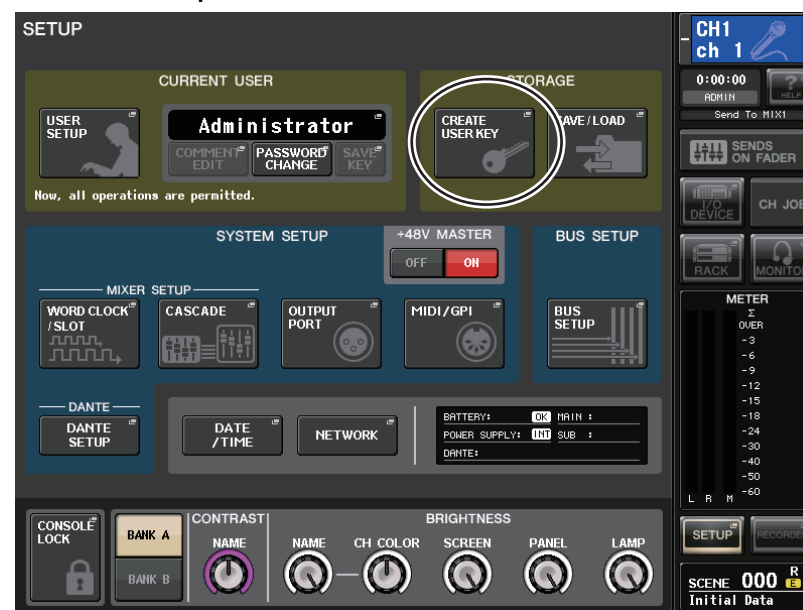 SETUP
CURRENT USER
USER
SETUP
Administrator
COMMENT
EDIT
PASSWORD
CHANGE
SAVE
KEY
Now, all operations are permitted.
STORAGE
CREATE
USER KEY
SAVE/LOAD
SYSTEM SETUP
+48V MASTER
OFF
ON
BUS SETUP
MIXER SETUP
WORD CLOCK
/SLOT
CASCADE
OUTPUT
PORT
MIDI/GPI
BUS
SETUP
DANTE
DANTE
SETUP
DATE
/TIME
NETWORK
BATTERY: OK MAIN :
POWER SUPPLY: INT SUB :
DANTE:
CONSOLE
LOCK
BANK A
BANK B
CONTRAST
NAME
BRIGHTNESS
NAME
CH COLOR
SCREEN
PANEL
LAMP
CH1
ch 1
0:00:00
ADMIN
?
HELP
Send To MIX1
SENDS
ON FADER
I/O
DEVICE
CH JOB
RACK
MONITO
METER
Σ
OVER
-3
-6
-9
-12
-15
-18
-24
-30
-40
-50
-60
L R M
SETUP
RECORDE
SCENE 000 R
E
Initial Data